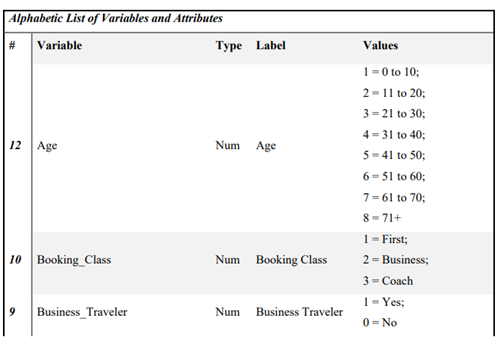 Alphabetic List of Variables and Attributes
# Variable Type Label Values
12 Age Num Age 1 = 0 to 10;
2 = 11 to 20;
3 = 21 to 30;
4 = 31 to 40;
5 = 41 to 50;
6 = 51 to 60;
7 = 61 to 70;
8 = 71+
10 Booking_Class Num Booking Class 1 = First;
2 = Business;
3 = Coach
9 Business_Traveler Num Business Traveler 1 = Yes;
0 = No